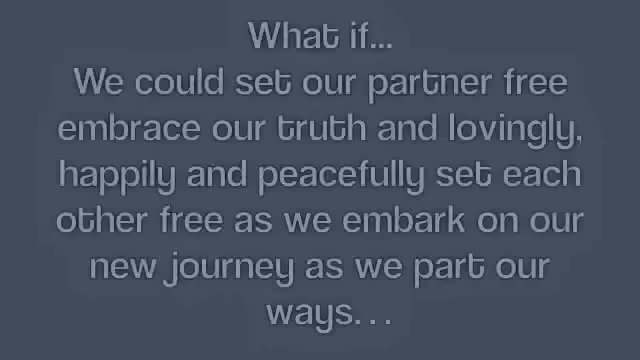 What if...
We could set our partner free
embrace our truth and lovingly,
happily and peacefully set each
other free as we embark on our
new journey as we part our
ways...